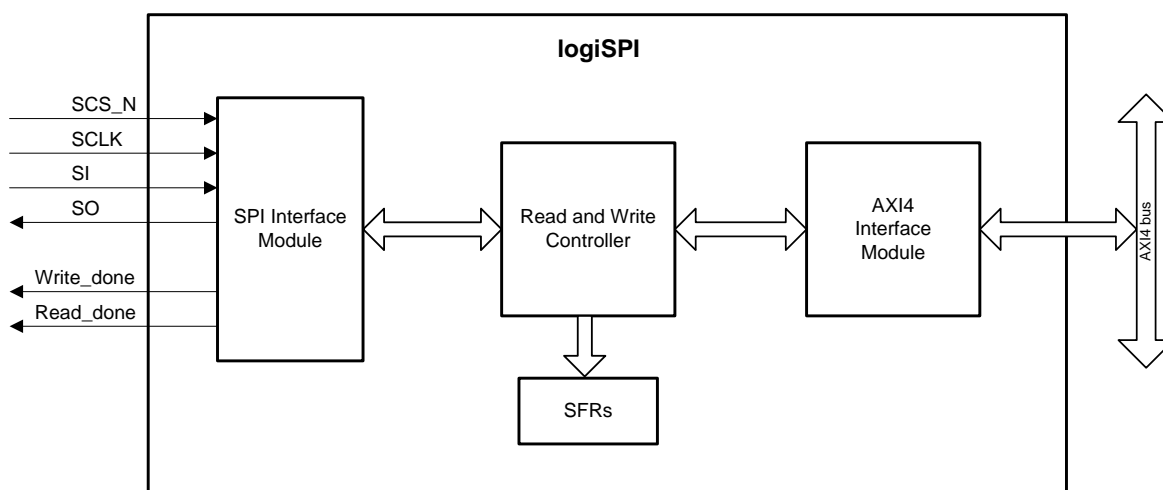 logiSPI
SCS_N
SCLK
SI
SO
Write_done
Read_done
SPI Interface
Module
Read and Write
Controller
AXI4
Interface
Module
SFRs
AXI4 bus